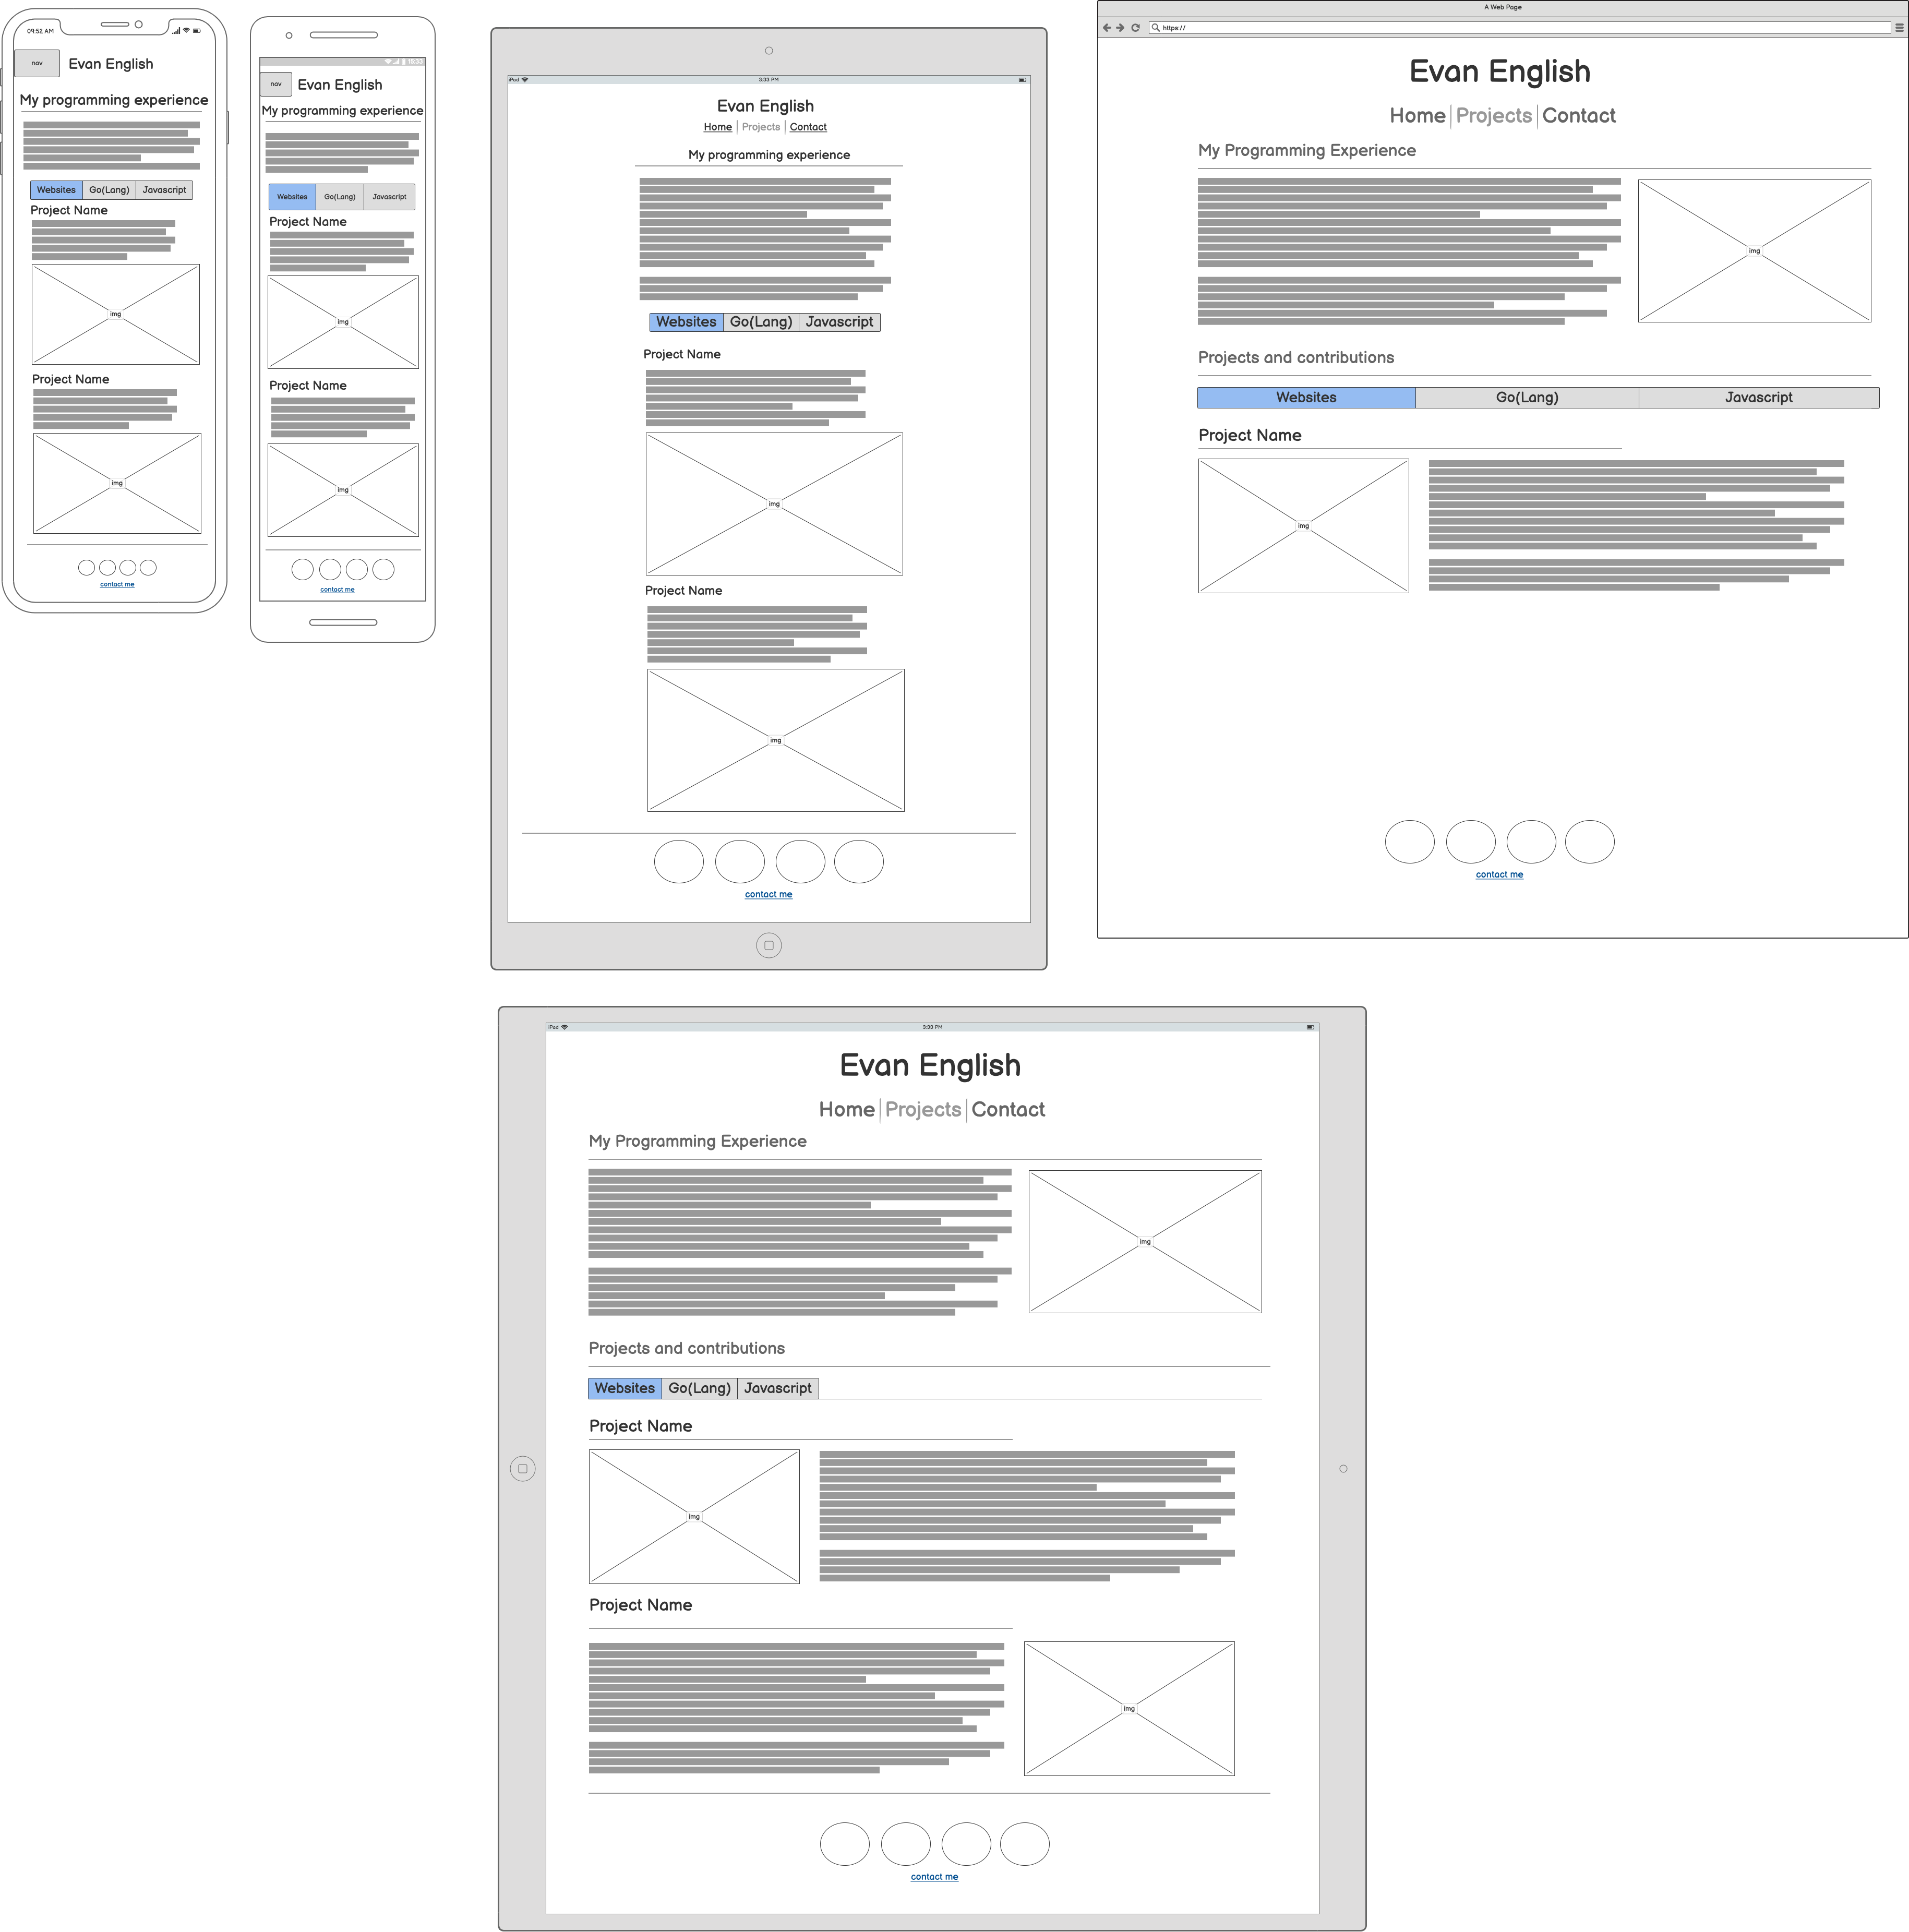 09:52 AM
nav
Evan English
My programming experience
Websites Go(Lang) Javascript
Project Name
img
Project Name
img
contact me
nav
Evan English
My programming experience
Websites Go(Lang) Javascript
Project Name
img
Project Name
img
contact me
iPod 3:33 PM
Evan English
Home Projects Contact
My programming experience
Websites Go(Lang) Javascript
Project Name
img
Project Name
img
contact me
A Web Page
https://
Evan English
Home Projects Contact
My Programming Experience
img
Projects and contributions
Websites Go(Lang) Javascript
Project Name
img
contact me
iPod 3:33 PM
Evan English
Home Projects Contact
My Programming Experience
img
Projects and contributions
Websites Go(Lang) Javascript
Project Name
img
Project Name
img
contact me